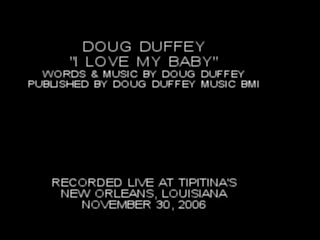 DOUG DUFFEY
"I LOVE MY BABY"
WORDS & MUSIC BY DOUG DUFFEY
PUBLISHED BY DOUG DUFFEY MUSIC BMI
RECORDED LIVE AT TIPITINA'S
NEW ORLEANS, LOUISIANA
NOVEMBER 30, 2006